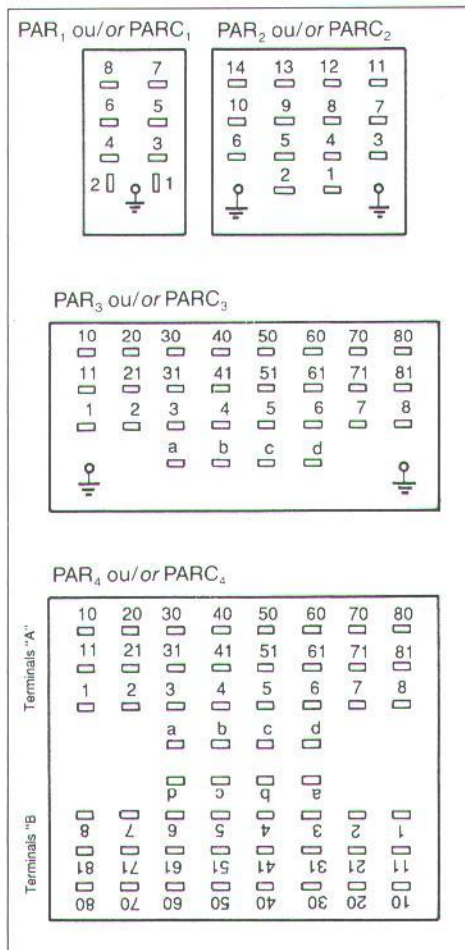 PAR₁ ou/or PARC₁ PAR₂ ou/or PARC₂
8 7
6 5
4 3
2 1
14 13 12 11
10 9 8 7
6 5 4 3
2 1
PAR₃ ou/or PARC₃
10 20 30 40 50 60 70 80
11 21 31 41 51 61 71 81
1 2 3 4 5 6 7 8
a b c d
PAR₄ ou/or PARC₄
Terminals "A"
10 20 30 40 50 60 70 80
11 21 31 41 51 61 71 81
1 2 3 4 5 6 7 8
a b c d
Terminals "B
d c b a
8 7 6 5 4 3 2 1
81 71 61 51 41 31 21 11
80 70 60 50 40 30 20 10